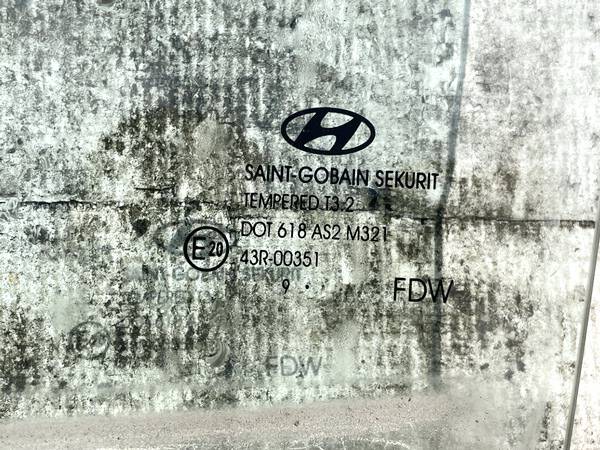 SAINT-GOBAIN SEKURIT
TEMPERED T3.2
DOT 618 AS2 M321
E20
43R-00351
9 .
FDW